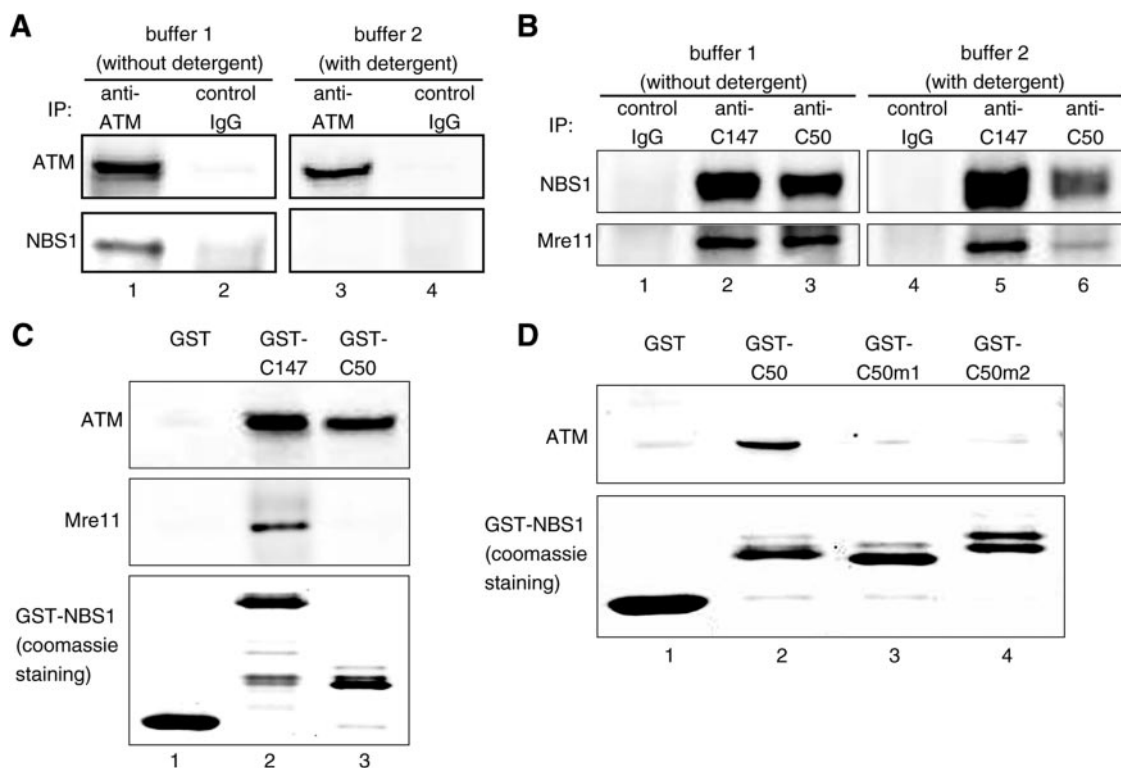 A
buffer 1 buffer 2
(without detergent) (with detergent)
anti- control anti- control
IP: ATM IgG ATM IgG
ATM
NBS1
1 2 3 4
B
buffer 1 buffer 2
(without detergent) (with detergent)
control anti- anti- control anti- anti-
IP: IgG C147 C50 IgG C147 C50
NBS1
Mre11
1 2 3 4 5 6
C
GST GST- GST-
C147 C50
ATM
Mre11
GST-NBS1
(coomassie
staining)
1 2 3
D
GST GST- GST- GST-
C50 C50m1 C50m2
ATM
GST-NBS1
(coomassie
staining)
1 2 3 4